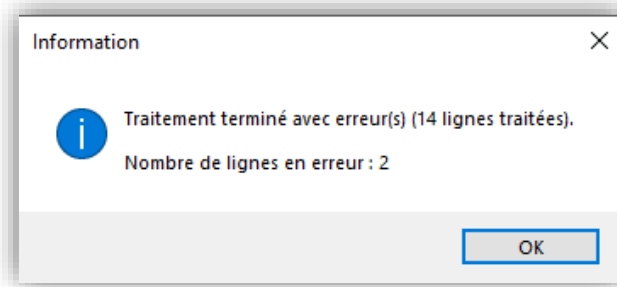 Information
Traitement terminé avec erreur(s) (14 lignes traitées).
Nombre de lignes en erreur : 2
OK